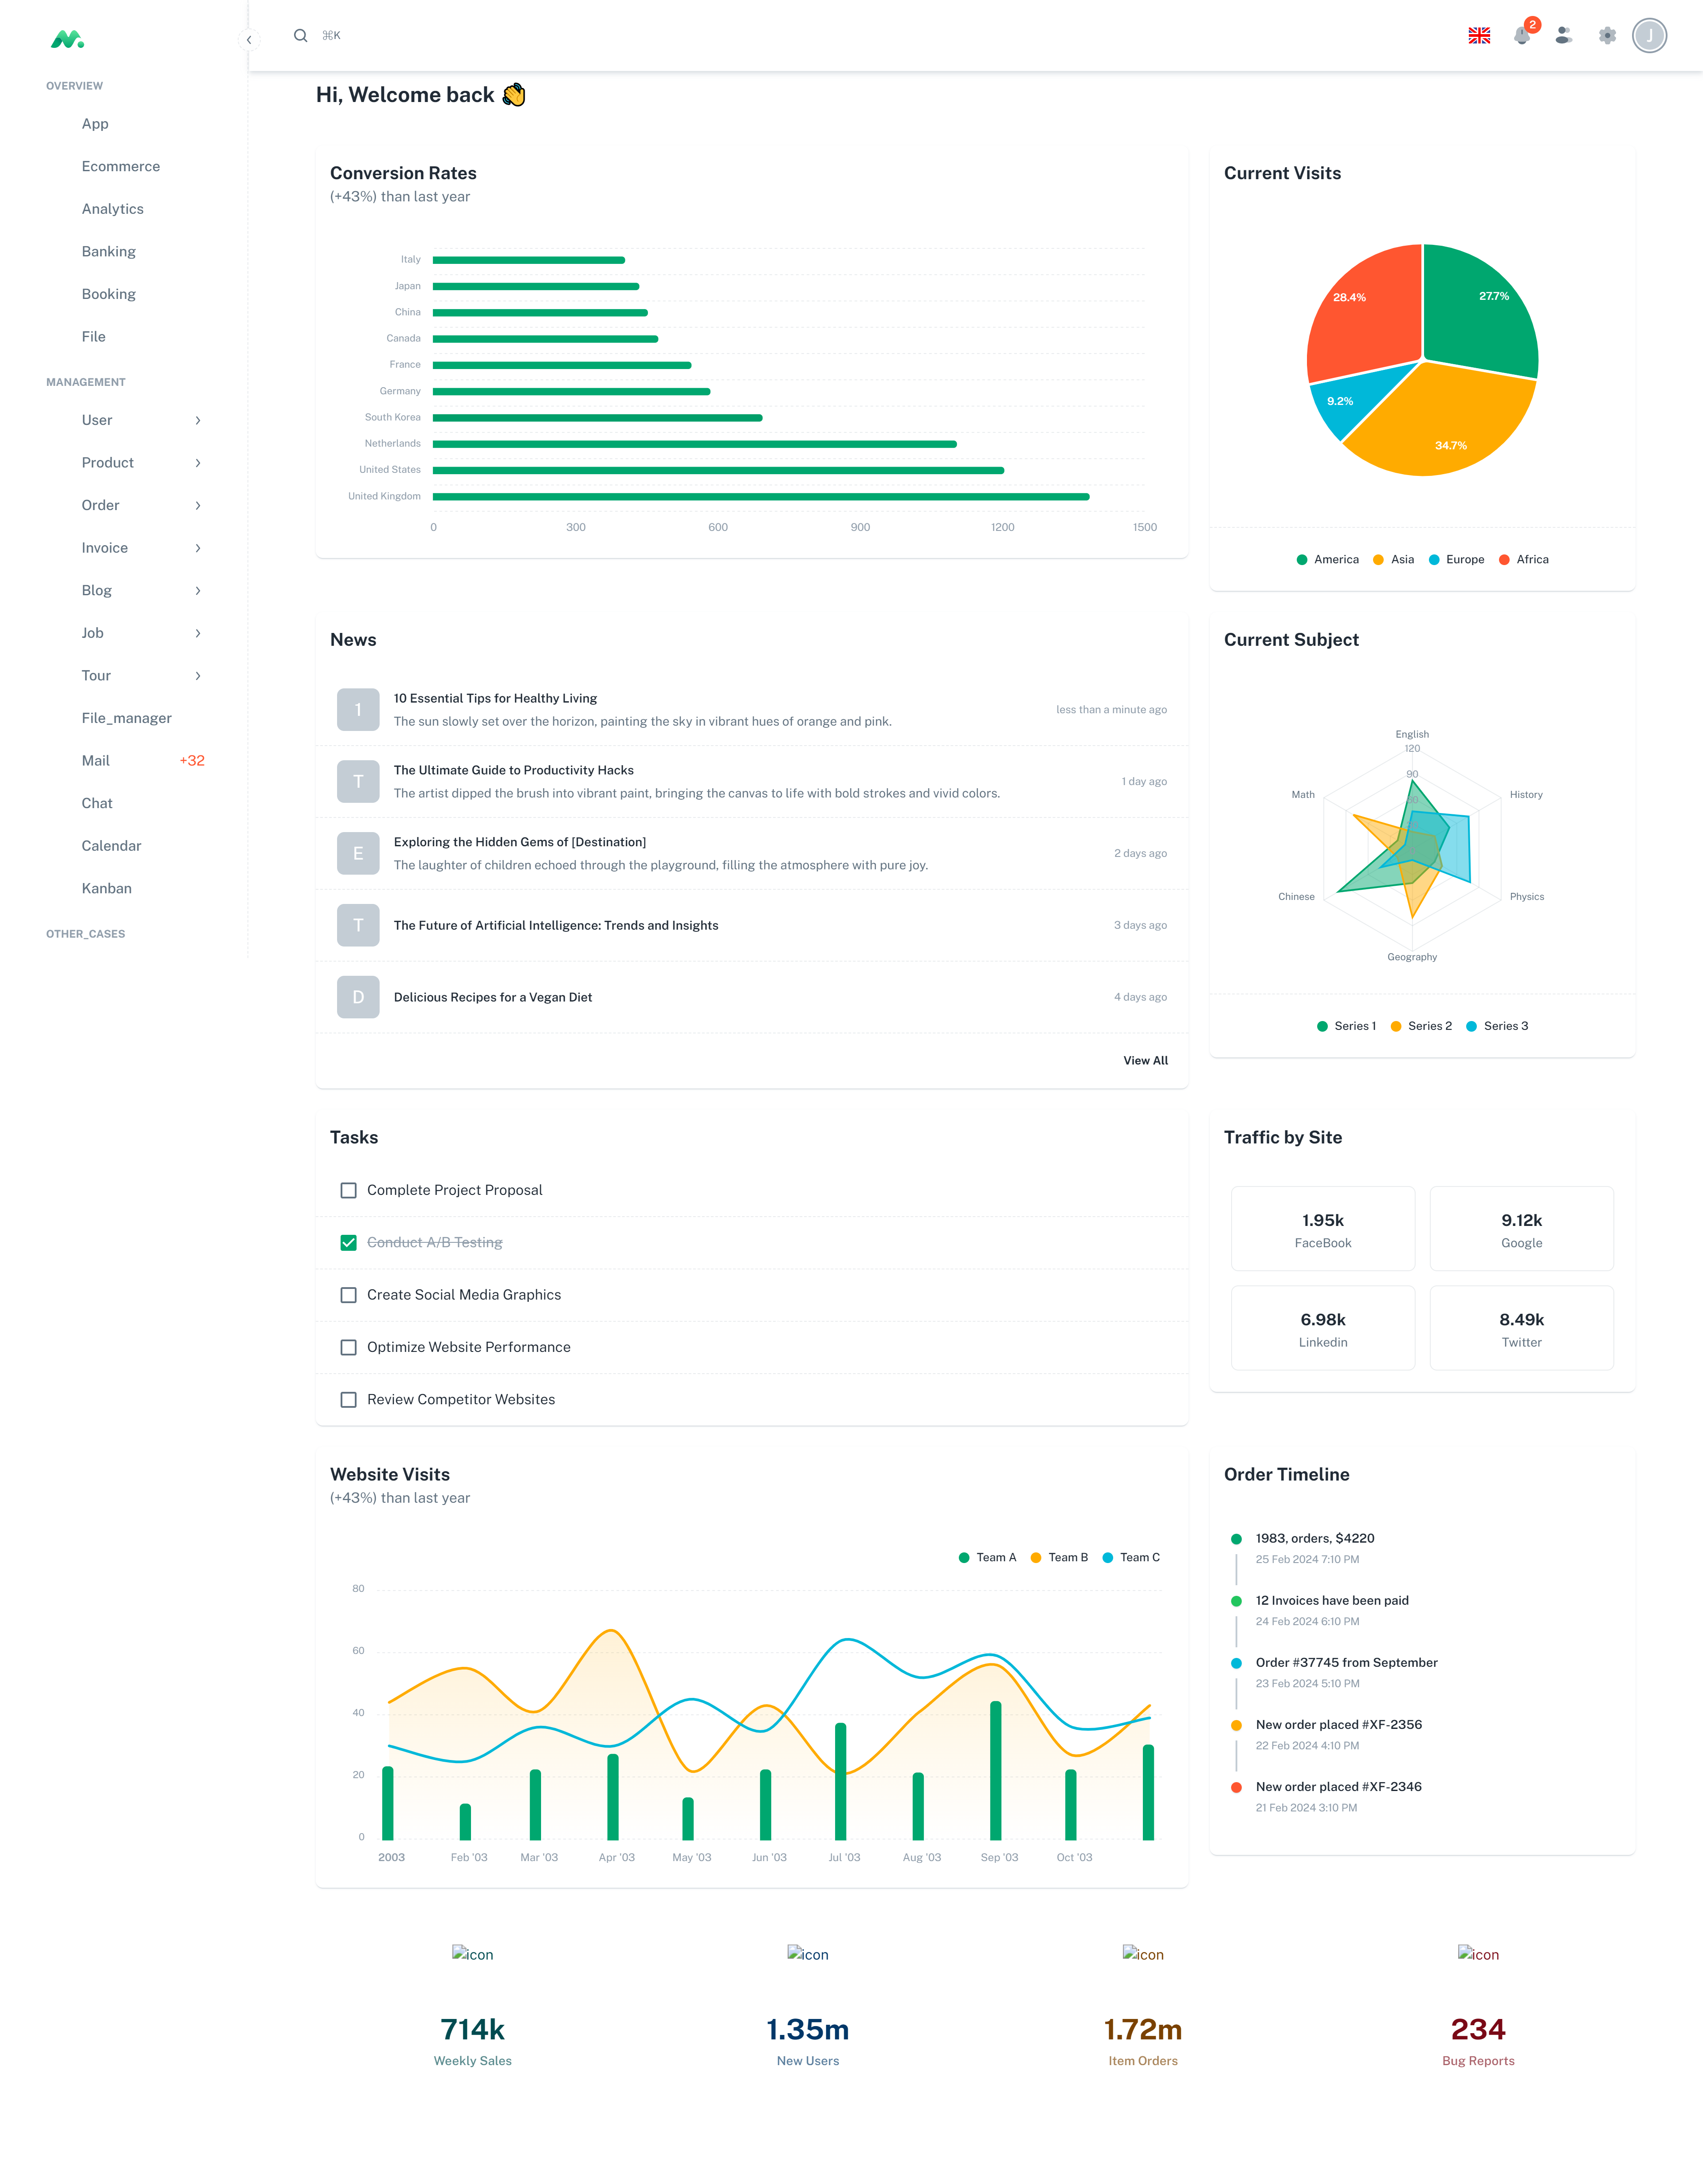 OVERVIEW
App
Ecommerce
Analytics
Banking
Booking
File
MANAGEMENT
User
Product
Order
Invoice
Blog
Job
Tour
File_manager
Mail +32
Chat
Calendar
Kanban
OTHER_CASES
⌘K
2
J
Hi, Welcome back 👋
Conversion Rates
(+43%) than last year
Italy
Japan
China
Canada
France
Germany
South Korea
Netherlands
United States
United Kingdom
0 300 600 900 1200 1500
Current Visits
28.4% 27.7%
9.2%
34.7%
America Asia Europe Africa
News
1
10 Essential Tips for Healthy Living
The sun slowly set over the horizon, painting the sky in vibrant hues of orange and pink.
less than a minute ago
T
The Ultimate Guide to Productivity Hacks
The artist dipped the brush into vibrant paint, bringing the canvas to life with bold strokes and vivid colors.
1 day ago
E
Exploring the Hidden Gems of [Destination]
The laughter of children echoed through the playground, filling the atmosphere with pure joy.
2 days ago
T
The Future of Artificial Intelligence: Trends and Insights
3 days ago
D
Delicious Recipes for a Vegan Diet
4 days ago
View All
Current Subject
English
120
90
Math
History
Chinese
Physics
Geography
Series 1 Series 2 Series 3
Tasks
Complete Project Proposal
Conduct A/B Testing
Create Social Media Graphics
Optimize Website Performance
Review Competitor Websites
Traffic by Site
1.95k
FaceBook
9.12k
Google
6.98k
Linkedin
8.49k
Twitter
Website Visits
(+43%) than last year
Team A Team B Team C
80
60
40
20
0
2003 Feb '03 Mar '03 Apr '03 May '03 Jun '03 Jul '03 Aug '03 Sep '03 Oct '03
Order Timeline
1983, orders, $4220
25 Feb 2024 7:10 PM
12 Invoices have been paid
24 Feb 2024 6:10 PM
Order #37745 from September
23 Feb 2024 5:10 PM
New order placed #XF-2356
22 Feb 2024 4:10 PM
New order placed #XF-2346
21 Feb 2024 3:10 PM
icon
714k
Weekly Sales
icon
1.35m
New Users
icon
1.72m
Item Orders
icon
234
Bug Reports